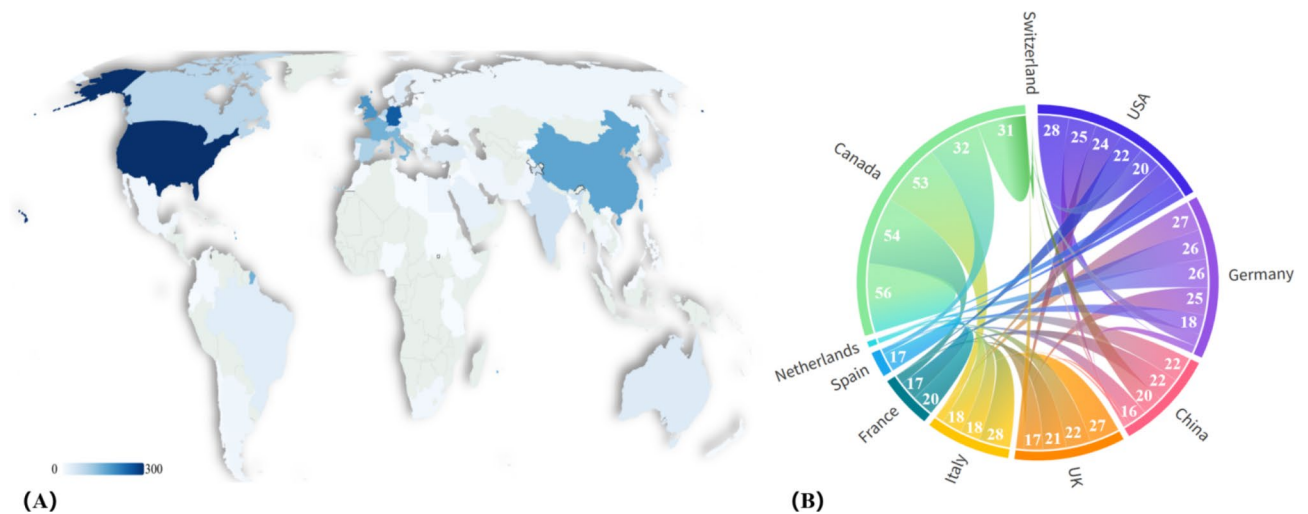 (A)
0
300
(B)
Switzerland
USA
28
25
24
22
20
Germany
27
26
26
25
18
China
22
22
20
16
UK
27
22
21
17
Italy
28
18
18
France
20
17
Spain
17
Netherlands
Canada
56
54
53
32
31